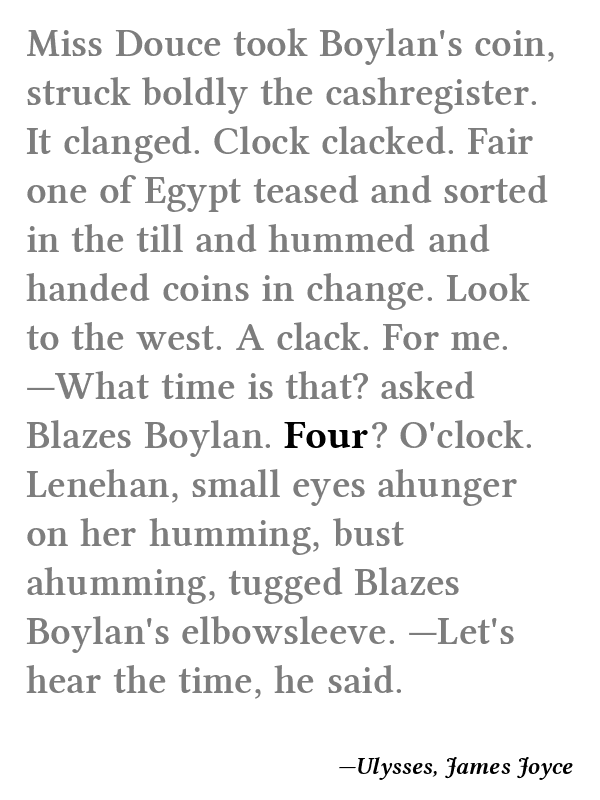 Miss Douce took Boylan's coin,
struck boldly the cashregister.
It clanged. Clock clacked. Fair
one of Egypt teased and sorted
in the till and hummed and
handed coins in change. Look
to the west. A clack. For me.
—What time is that? asked
Blazes Boylan. Four? O'clock.
Lenehan, small eyes ahunger
on her humming, bust
ahumming, tugged Blazes
Boylan's elbowsleeve. —Let's
hear the time, he said.
—Ulysses, James Joyce